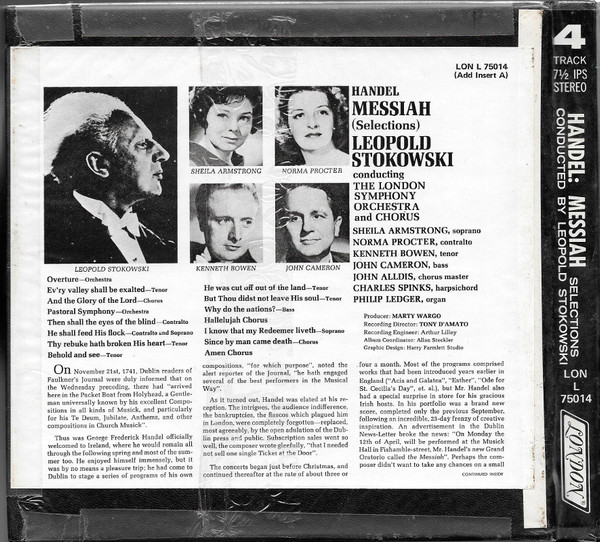 LON L 75014
(Add Insert A)
HANDEL
MESSIAH
(Selections)
LEOPOLD
STOKOWSKI
conducting
THE LONDON
SYMPHONY
ORCHESTRA
and CHORUS
SHEILA ARMSTRONG, soprano
NORMA PROCTER, contralto
KENNETH BOWEN, tenor
JOHN CAMERON, bass
JOHN ALLDIS, chorus master
CHARLES SPINKS, harpsichord
PHILIP LEDGER, organ
Producer: MARTY WARGO
Recording Director: TONY D'AMATO
Recording Engineer: Arthur Lilley
Album Coordinator: Allan Steckler
Graphic Design: Harry Farmlett Studio
SHEILA ARMSTRONG
NORMA PROCTER
LEOPOLD STOKOWSKI
KENNETH BOWEN
JOHN CAMERON
Overture—Orchestra
Ev'ry valley shall be exalted—Tenor
And the Glory of the Lord—Chorus
Pastoral Symphony—Orchestra
Then shall the eyes of the blind—Contralto
He shall feed His flock—Contralto and Soprano
Thy rebuke hath broken His heart—Tenor
Behold and see—Tenor
He was cut off out of the land—Tenor
But Thou didst not leave His soul—Tenor
Why do the nations?—Bass
Hallelujah Chorus
I know that my Redeemer liveth—Soprano
Since by man came death—Chorus
Amen Chorus
On November 21st, 1741, Dublin readers of
Faulkner's Journal were duly informed that on
the Wednesday preceding, there had "arrived
here in the Packet Boat from Holyhead, a Gentle-
man universally known by his excellent Compo-
sitions in all kinds of Musick, and particularly
for his Te Deum, Jubilate, Anthems, and other
compositions in Church Musick".
Thus was George Frederick Handel officially
welcomed to Ireland, where he would remain all
through the following spring and most of the sum-
mer too. He enjoyed himself immensely, but it
was by no means a pleasure trip; he had come to
Dublin to stage a series of programs of his own
compositions, "for which purpose", noted the
alert reporter of the Journal, "he hath engaged
several of the best performers in the Musical
Way".
As it turned out, Handel was elated at his re-
ception. The intrigues, the audience indifference,
the bankruptcies, the fiascos which plagued him
in London, were completely forgotten—replaced,
most agreeably, by the open adulation of the Dub-
lin press and public. Subscription sales went so
well, the composer wrote gleefully, "that I needed
not sell one single Ticket at the Door".
The concerts began just before Christmas, and
continued thereafter at the rate of about three or
four a month. Most of the programs comprised
works that had been introduced years earlier in
England ("Acis and Galatea", "Esther", "Ode for
St. Cecilia's Day", et. al.), but Mr. Handel also
had a special surprise in store for his gracious
Irish hosts. In his portfolio was a brand new
score, completed only the previous September,
following an incredible, 23-day frenzy of creative
inspiration. An advertisement in the Dublin
News-Letter broke the news: "On Monday the
12th of April, will be performed at the Musick
Hall in Fishamble-street, Mr. Handel's new Grand
Oratorio called the Messiah". Perhaps the com-
poser didn't want to take any chances on a small
CONTINUED INSIDE
4
TRACK
7½ IPS
STEREO
HANDEL: MESSIAH SELECTIONS
CONDUCTED BY LEOPOLD STOKOWSKI
LON
L
75014
LONDON